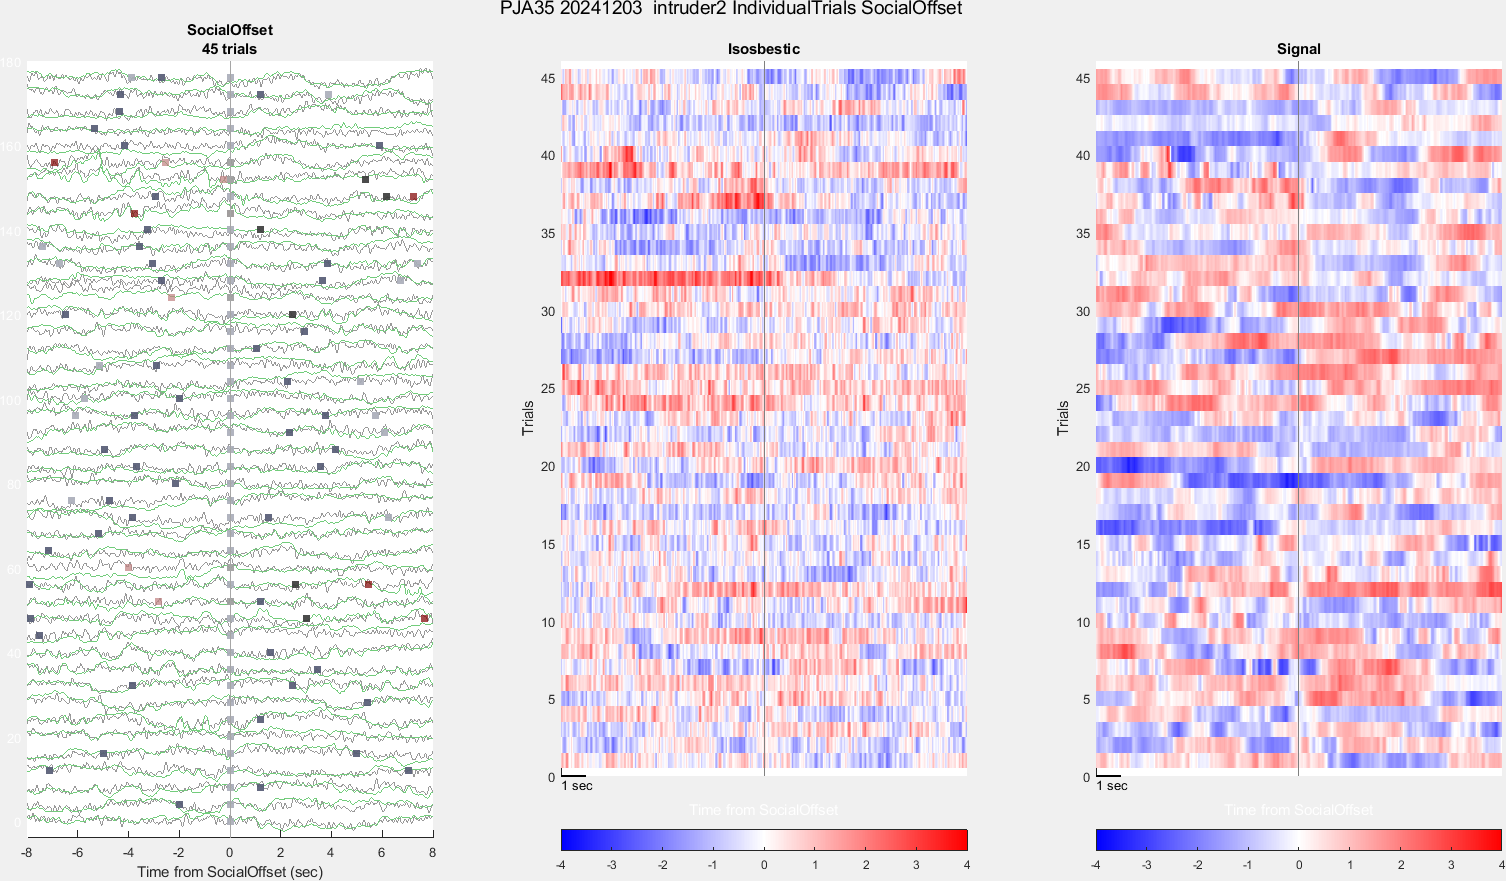 PJA35 20241203 intruder2 IndividualTrials SocialOffset
SocialOffset
45 trials
180
160
140
120
100
80
60
40
20
0
-8 -6 -4 -2 0 2 4 6 8
Time from SocialOffset (sec)
Isosbestic
Trials
45
40
35
30
25
20
15
10
5
0
1 sec
Time from SocialOffset
-4 -3 -2 -1 0 1 2 3 4
Signal
Trials
45
40
35
30
25
20
15
10
5
0
1 sec
Time from SocialOffset
-4 -3 -2 -1 0 1 2 3 4